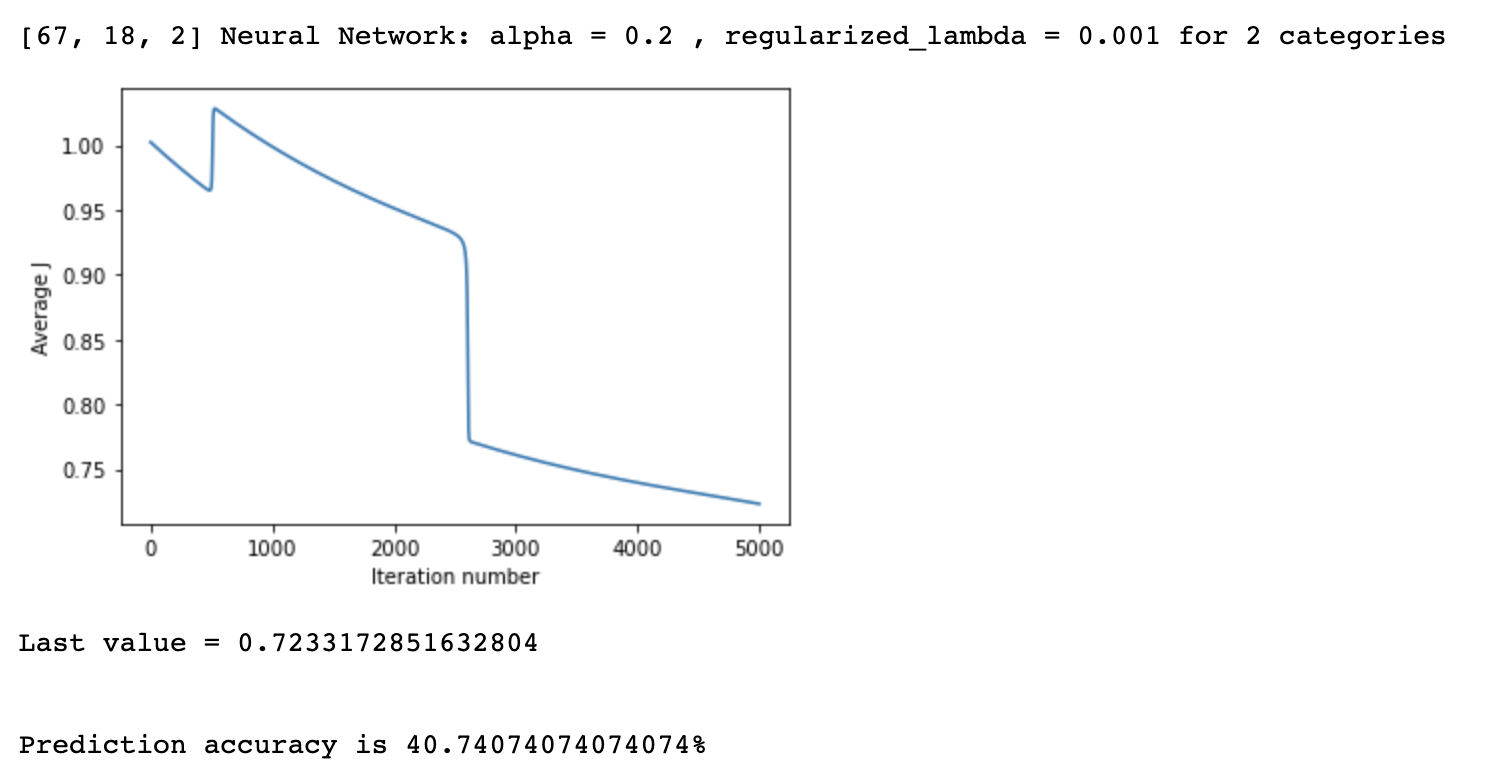 [67, 18, 2] Neural Network: alpha = 0.2 , regularized_lambda = 0.001 for 2 categories
1.00
0.95
0.90
0.85
0.80
0.75
Average J
0 1000 2000 3000 4000 5000
Iteration number
Last value = 0.7233172851632804
Prediction accuracy is 40.74074074074074%